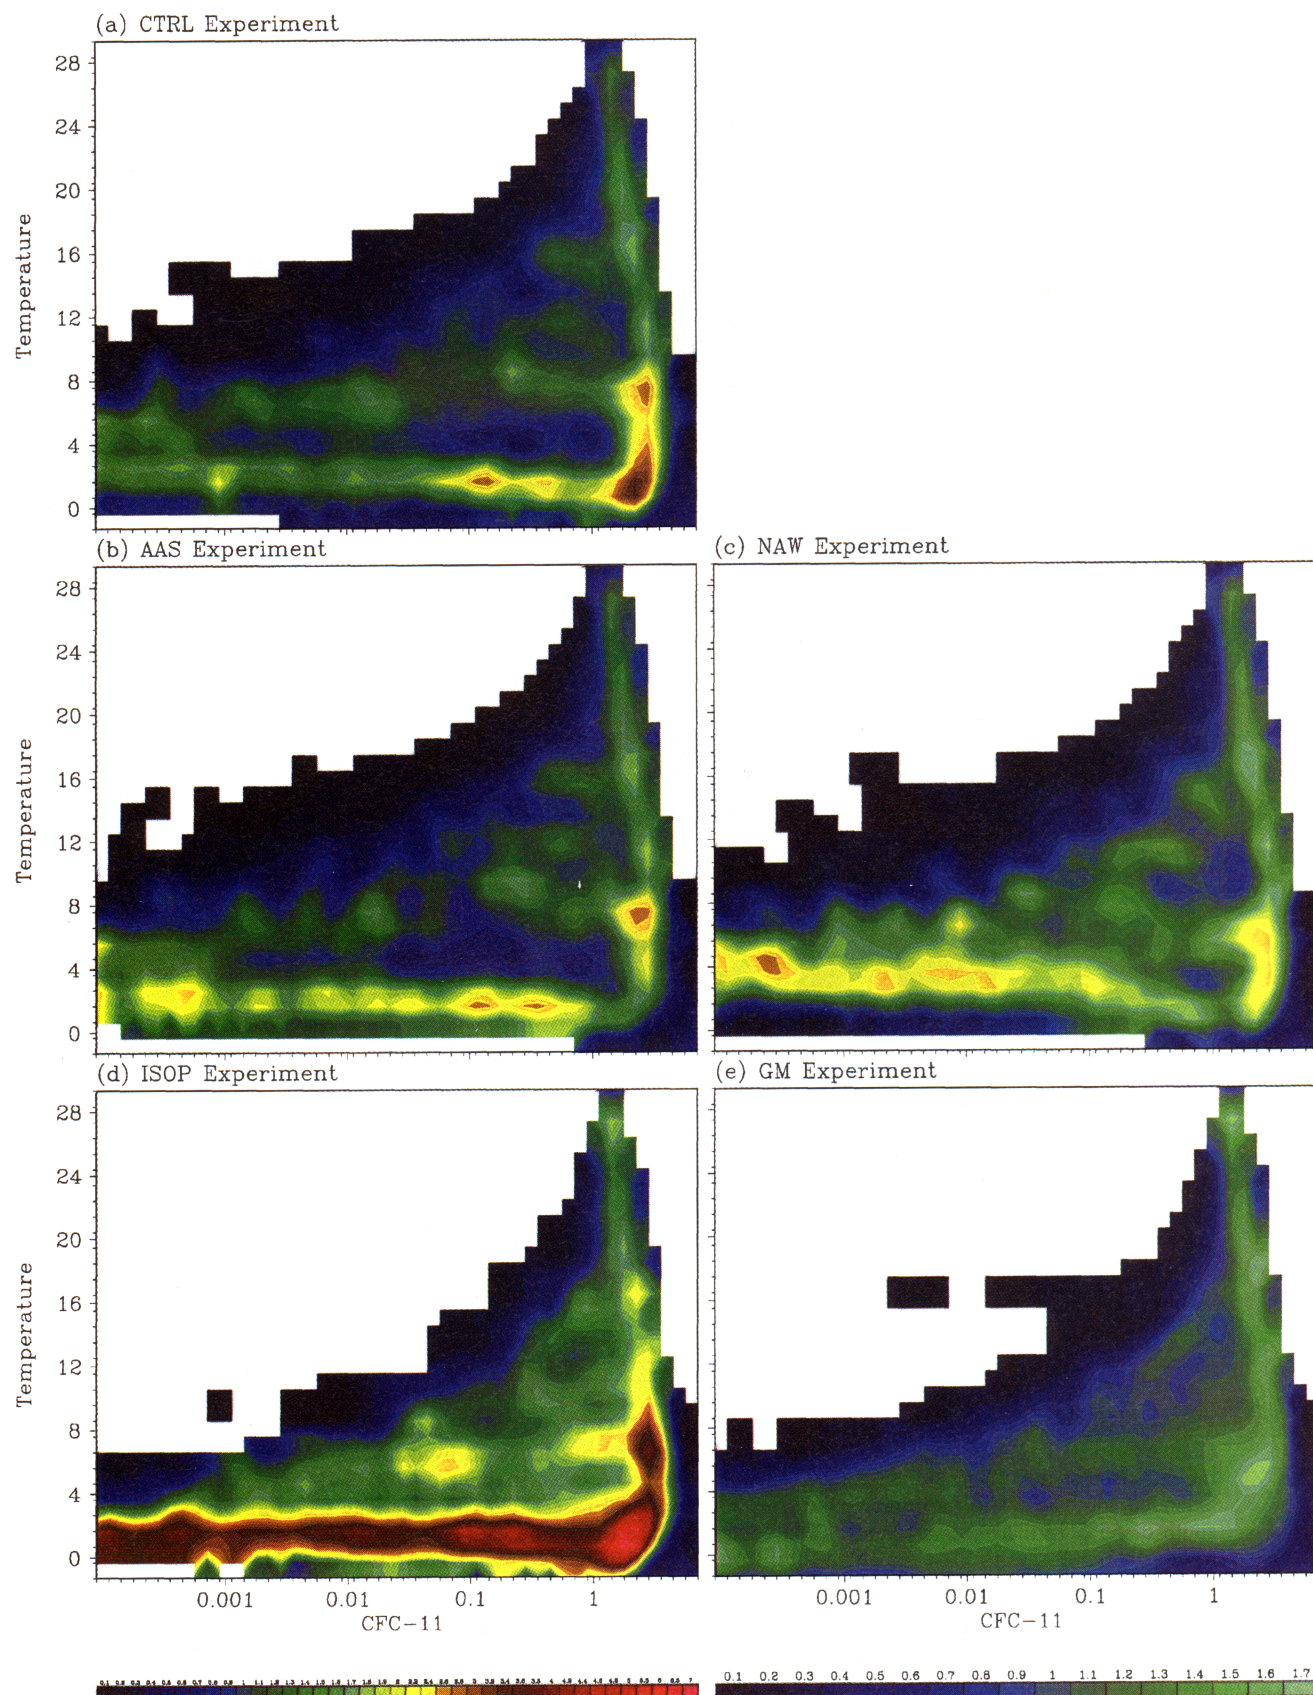 (a) CTRL Experiment
28
24
20
16
12
8
4
0
Temperature
(b) AAS Experiment
28
24
20
16
12
8
4
0
Temperature
(c) NAW Experiment
(d) ISOP Experiment
28
24
20
16
12
8
4
0
Temperature
0.001 0.01 0.1 1
CFC-11
(e) GM Experiment
0.001 0.01 0.1 1
CFC-11
0.1 0.2 0.3 0.4 0.5 0.6 0.7 0.8 0.9 1 1.1 1.2 1.3 1.4 1.5 1.6 1.7